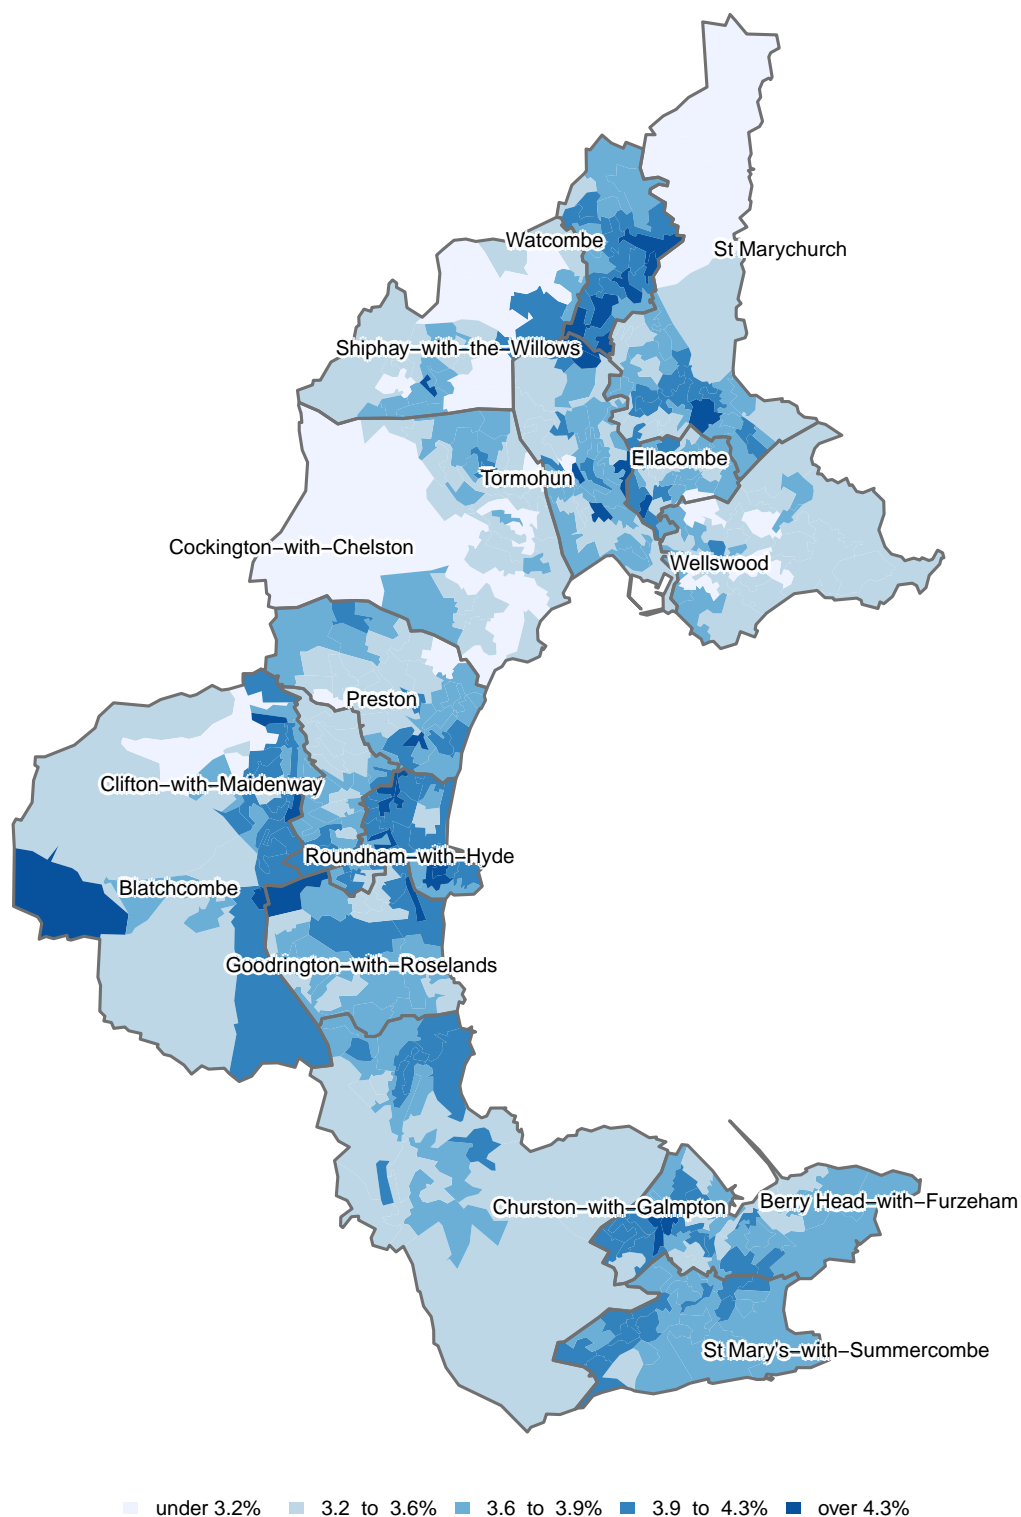 Watcombe
St Marychurch
Shiphay–with–the–Willows
Ellacombe
Tormohun
Cockington–with–Chelston
Wellswood
Preston
Clifton–with–Maidenway
Roundham–with–Hyde
Blatchcombe
Goodrington–with–Roselands
Churston–with–Galmpton
Berry Head–with–Furzeham
St Mary's–with–Summercombe
under 3.2% 3.2 to 3.6% 3.6 to 3.9% 3.9 to 4.3% over 4.3%